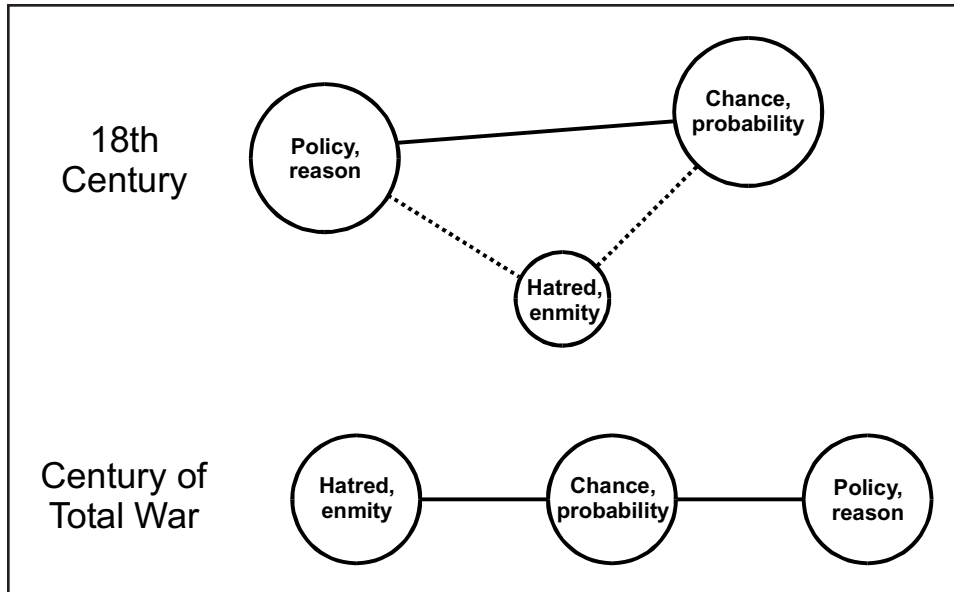 18th
Century
Policy,
reason
Chance,
probability
Hatred,
enmity
Century of
Total War
Hatred,
enmity
Chance,
probability
Policy,
reason